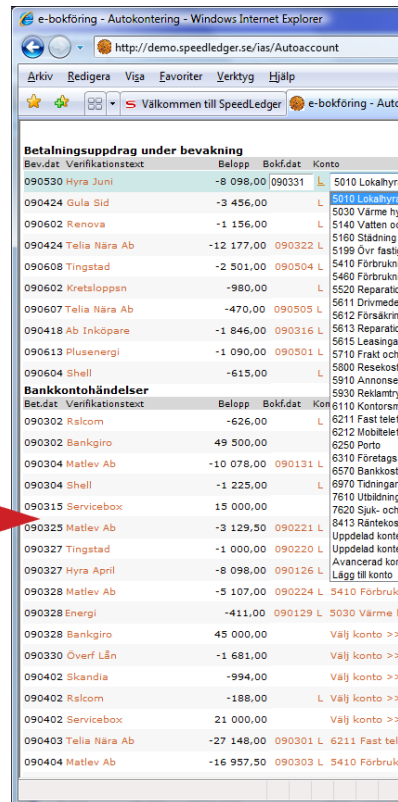 e-bokföring - Autokontering - Windows Internet Explorer
http://demo.speedledger.se/ias/Autoaccount
Arkiv Redigera Visa Favoriter Verktyg Hjälp
Välkommen till SpeedLedger e-bokföring - Auto
Betalningsuppdrag under bevakning
Bev.dat Verifikationstext Belopp Bokf.dat Konto
090530 Hyra Juni -8 098,00 090331 L 5010 Lokalhyra
090424 Gula Sid -3 456,00 L
090602 Renova -1 156,00 L
090424 Telia Nära Ab -12 177,00 090322 L
090608 Tingstad -2 501,00 090504 L
090602 Kretsloppsn -980,00 L
090607 Telia Nära Ab -470,00 090505 L
090418 Ab Inköpare -1 846,00 090316 L
090613 Plusenergi -1 090,00 090501 L
090604 Shell -615,00 L
5010 Lokalhyra
5030 Värme hy
5140 Vatten oc
5160 Städning
5199 Övr fastig
5410 Förbrukn
5460 Förbrukn
5520 Reparatio
5611 Drivmede
5612 Försäkrin
5613 Reparatio
5615 Leasinga
5710 Frakt och
5800 Resekost
5910 Annonse
5930 Reklamtry
6110 Kontorsm
6211 Fast telef
6212 Mobiltelef
6250 Porto
6310 Företags
6570 Bankkost
6970 Tidningar
7610 Utbildning
7620 Sjuk- och
8413 Räntekos
Uppdelad konte
Uppdelad konte
Avancerad kon
Lägg till konto
Bankkontohändelser
Bet.dat Verifikationstext Belopp Bokf.dat Kon
090302 Rslcom -626,00 L
090302 Bankgiro 49 500,00
090304 Matlev Ab -10 078,00 090131 L
090304 Shell -1 225,00 L
090315 Servicebox 15 000,00
090325 Matlev Ab -3 129,50 090221 L
090327 Tingstad -1 000,00 090220 L
090327 Hyra April -8 098,00 090126 L
090328 Matlev Ab -5 107,00 090224 L 5410 Förbruk
090328 Energi -411,00 090129 L 5030 Värme
090328 Bankgiro 45 000,00 Välj konto >>
090330 Överf Lån -1 681,00 Välj konto >>
090402 Skandia -994,00 Välj konto >>
090402 Rslcom -188,00 L Välj konto >>
090402 Servicebox 21 000,00 Välj konto >>
090403 Telia Nära Ab -27 148,00 090301 L 6211 Fast tel
090404 Matlev Ab -16 957,50 090303 L 5410 Förbruk